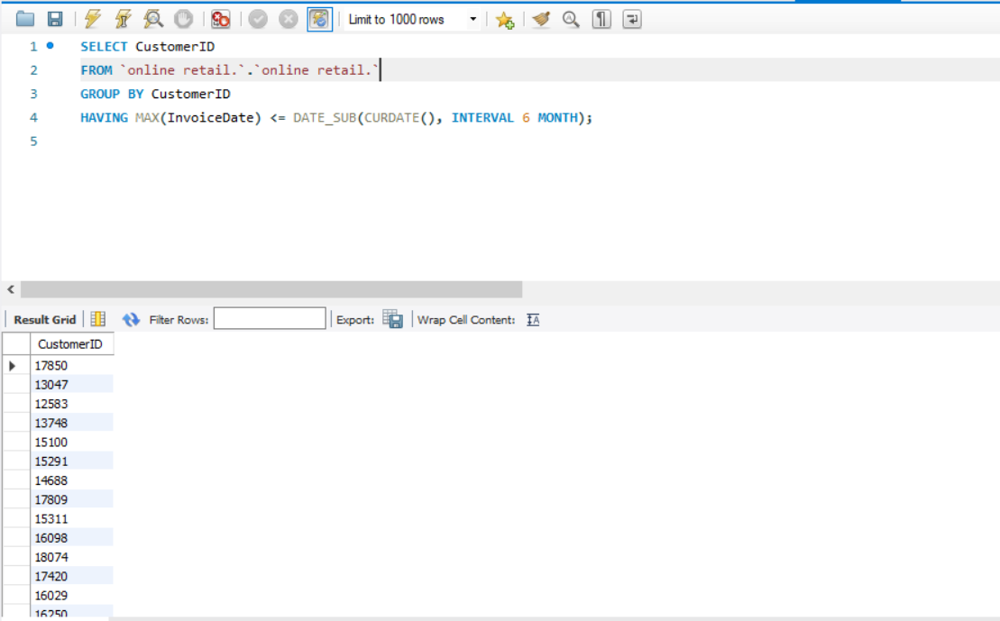 Limit to 1000 rows
1 SELECT CustomerID
2 FROM `online retail.`.`online retail.`
3 GROUP BY CustomerID
4 HAVING MAX(InvoiceDate) <= DATE_SUB(CURDATE(), INTERVAL 6 MONTH);
5
Result Grid Filter Rows: Export: Wrap Cell Content:
CustomerID
17850
13047
12583
13748
15100
15291
14688
17809
15311
16098
18074
17420
16029
16250